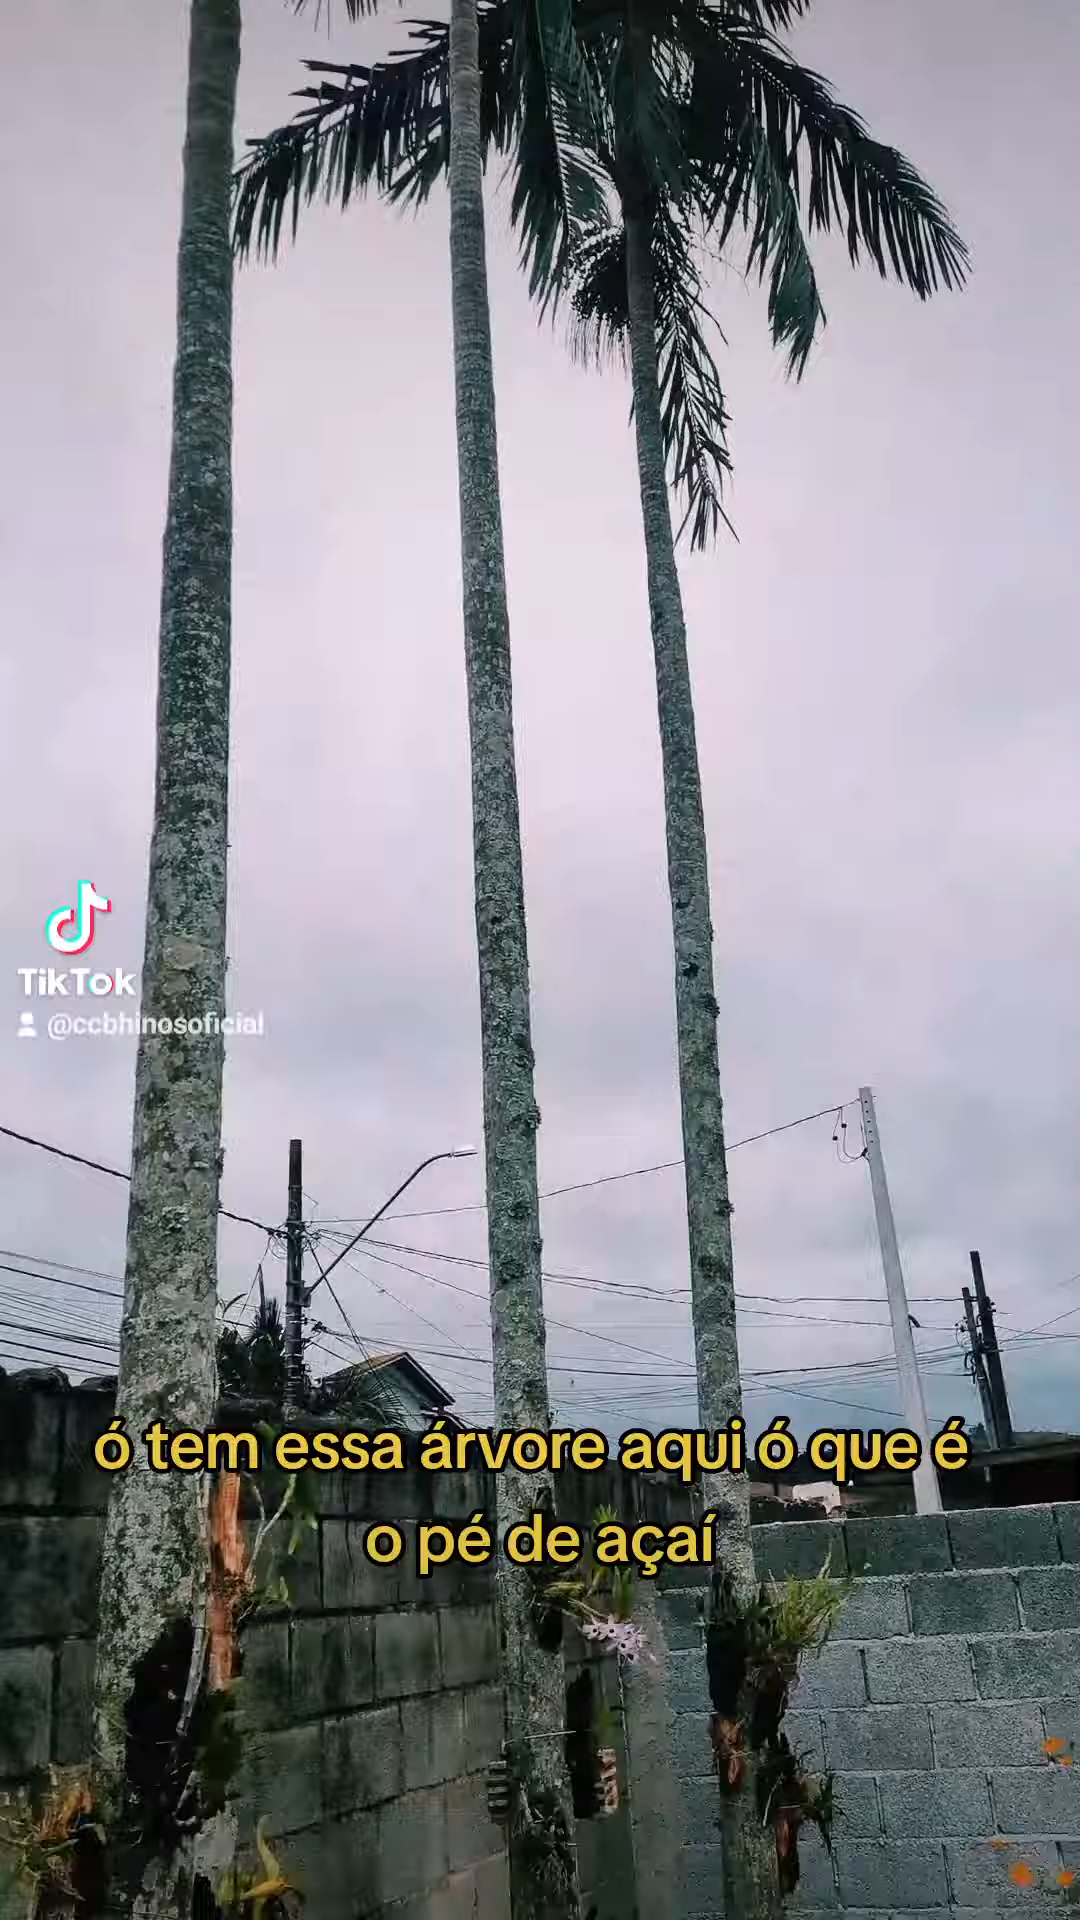 TikTok
@ccbhinosoficial
ó tem essa árvore aqui ó que é
o pé de açaí